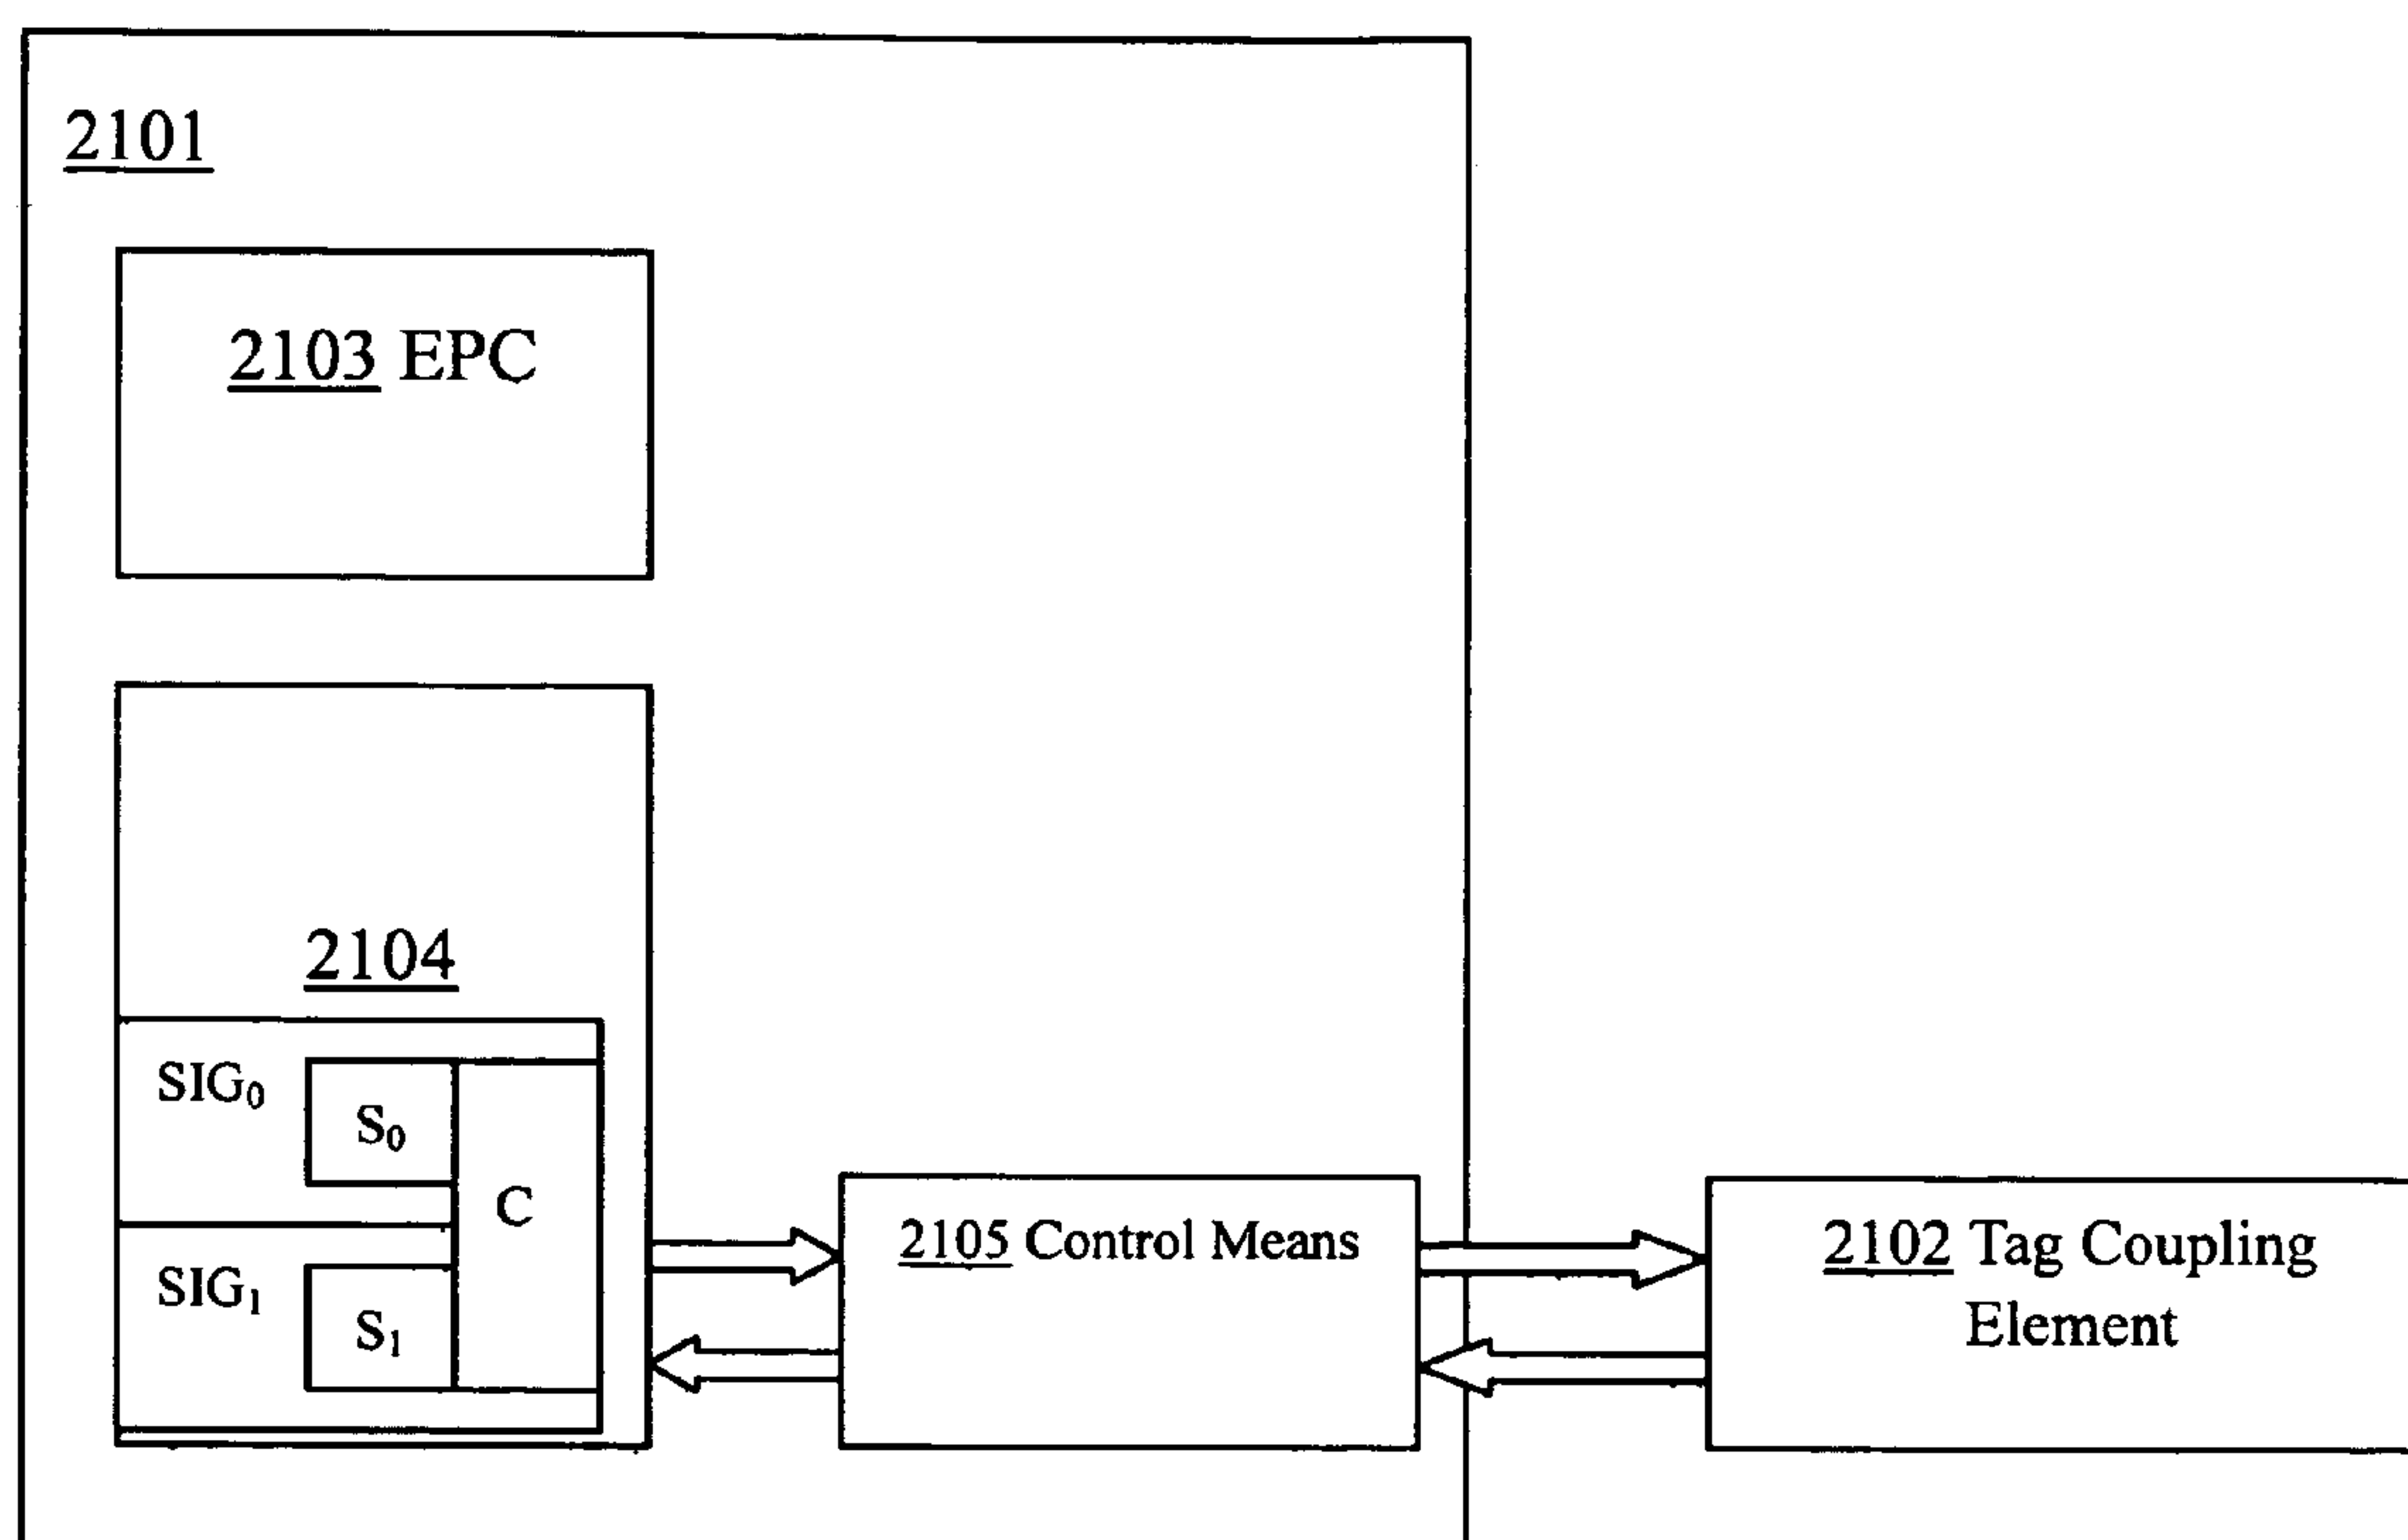 2101
2103 EPC
2104
SIG₀
S₀
C
SIG₁
S₁
2105 Control Means
2102 Tag Coupling
Element